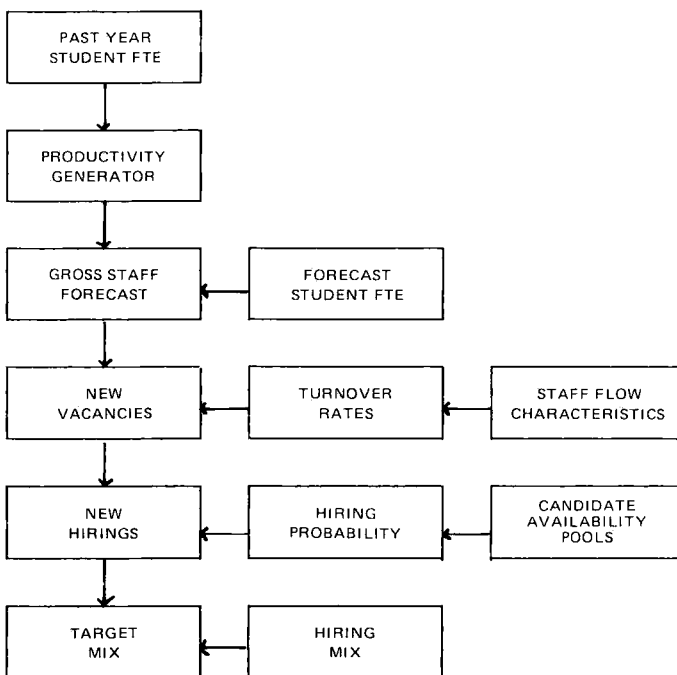 PAST YEAR
STUDENT FTE
PRODUCTIVITY
GENERATOR
GROSS STAFF
FORECAST
FORECAST
STUDENT FTE
NEW
VACANCIES
TURNOVER
RATES
STAFF FLOW
CHARACTERISTICS
NEW
HIRINGS
HIRING
PROBABILITY
CANDIDATE
AVAILABILITY
POOLS
TARGET
MIX
HIRING
MIX